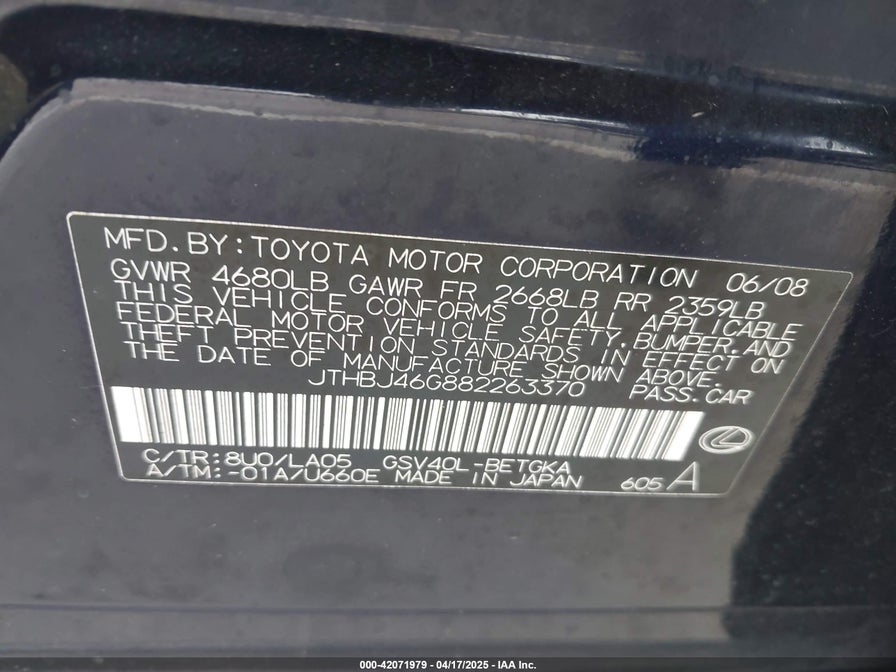 MFD. BY: TOYOTA MOTOR CORPORATION 06/08
GVWR 4680LB GAWR FR 2668LB RR 2359LB
THIS VEHICLE CONFORMS TO ALL APPLICABLE
FEDERAL MOTOR VEHICLE SAFETY, BUMPER, AND
THEFT PREVENTION STANDARDS IN EFFECT ON
THE DATE OF MANUFACTURE SHOWN ABOVE.
JTHBJ46G882263370 PASS. CAR
C/TR: 8U0/LA05 GSV40L-BETGKA
A/TM: -01A/U660E MADE IN JAPAN 605 A
000-42071979 - 04/17/2025 - IAA Inc.